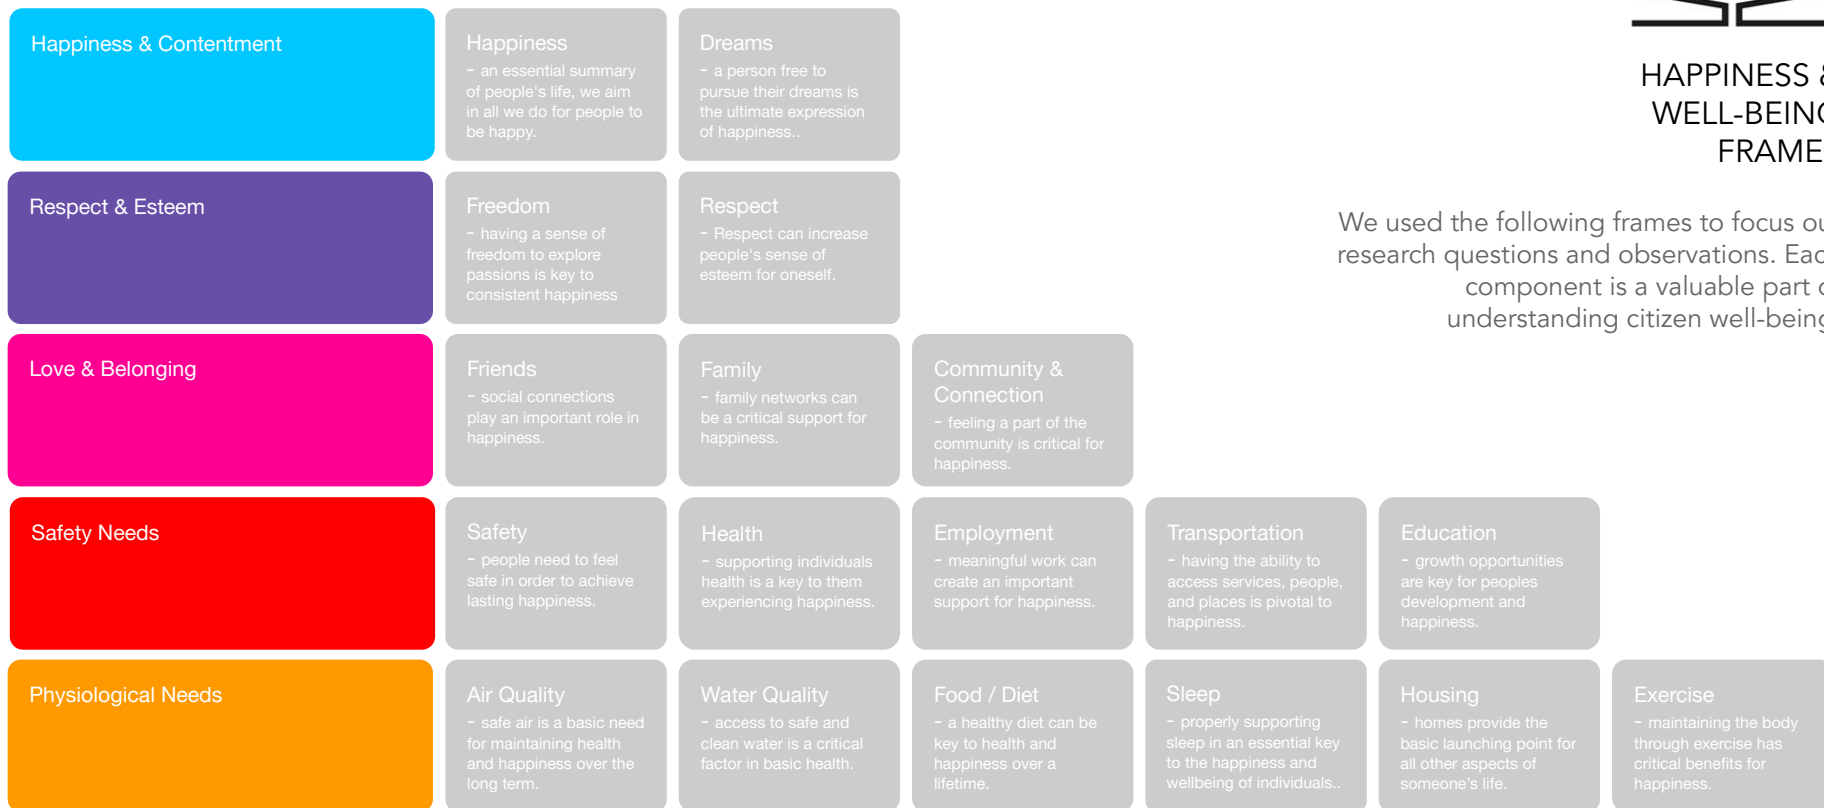 Happiness & Contentment
Happiness
- an essential summary
of people's life, we aim
in all we do for people to
be happy.
Dreams
- a person free to
pursue their dreams is
the ultimate expression
of happiness..
HAPPINESS &
WELL-BEING
FRAME
We used the following frames to focus ou
research questions and observations. Eac
component is a valuable part o
understanding citizen well-being
Respect & Esteem
Freedom
- having a sense of
freedom to explore
passions is key to
consistent happiness
Respect
- Respect can increase
people's sense of
esteem for oneself.
Love & Belonging
Friends
- social connections
play an important role in
happiness.
Family
- family networks can
be a critical support for
happiness.
Community &
Connection
- feeling a part of the
community is critical for
happiness.
Safety Needs
Safety
- people need to feel
safe in order to achieve
lasting happiness.
Health
- supporting individuals
health is a key to them
experiencing happiness.
Employment
- meaningful work can
create an important
support for happiness.
Transportation
- having the ability to
access services, people,
and places is pivotal to
happiness.
Education
- growth opportunities
are key for peoples
development and
happiness.
Physiological Needs
Air Quality
- safe air is a basic need
for maintaining health
and happiness over the
long term.
Water Quality
- access to safe and
clean water is a critical
factor in basic health.
Food / Diet
- a healthy diet can be
key to health and
happiness over a
lifetime.
Sleep
- properly supporting
sleep in an essential key
to the happiness and
wellbeing of individuals..
Housing
- homes provide the
basic launching point for
all other aspects of
someone's life.
Exercise
- maintaining the body
through exercise has
critical benefits for
happiness.